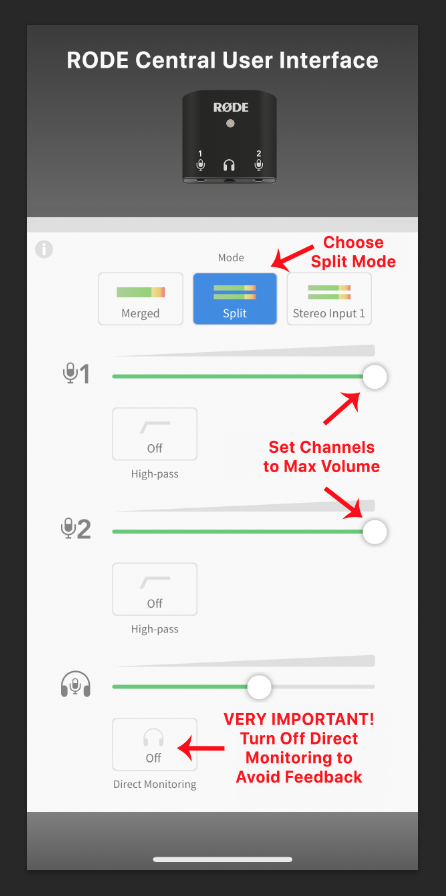 RODE Central User Interface
RØDE
1 2
i
Choose
Split Mode
Mode
Merged Split Stereo Input 1
1
Off
High-pass
Set Channels
to Max Volume
2
Off
High-pass
VERY IMPORTANT!
Turn Off Direct
Monitoring to
Avoid Feedback
Off
Direct Monitoring